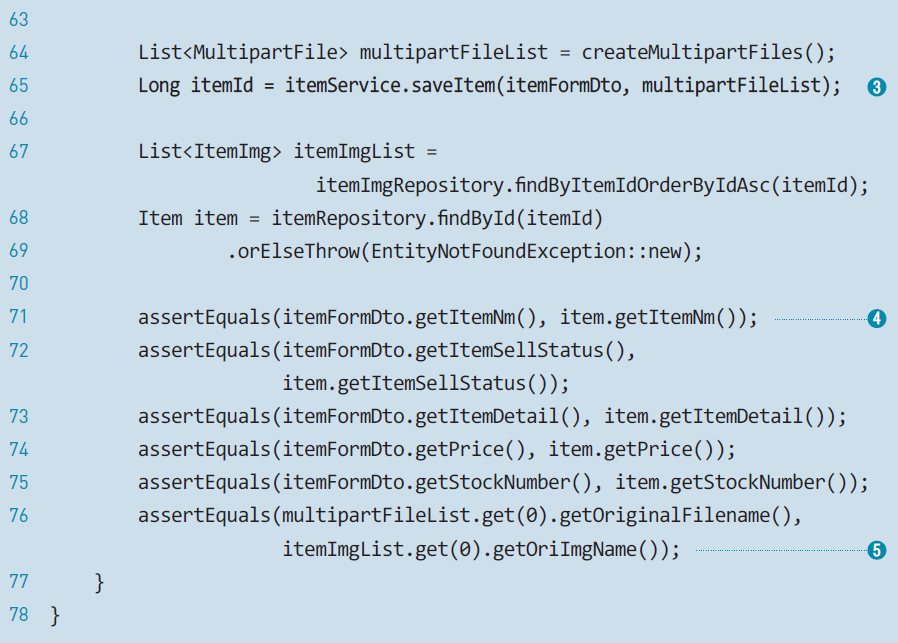 63
64 List<MultipartFile> multipartFileList = createMultipartFiles();
65 Long itemId = itemService.saveItem(itemFormDto, multipartFileList); ❸
66
67 List<ItemImg> itemImgList =
itemImgRepository.findByItemIdOrderByIdAsc(itemId);
68 Item item = itemRepository.findById(itemId)
69 .orElseThrow(EntityNotFoundException::new);
70
71 assertEquals(itemFormDto.getItemNm(), item.getItemNm()); ❹
72 assertEquals(itemFormDto.getItemSellStatus(),
item.getItemSellStatus());
73 assertEquals(itemFormDto.getItemDetail(), item.getItemDetail());
74 assertEquals(itemFormDto.getPrice(), item.getPrice());
75 assertEquals(itemFormDto.getStockNumber(), item.getStockNumber());
76 assertEquals(multipartFileList.get(0).getOriginalFilename(),
itemImgList.get(0).getOriImgName()); ❺
77 }
78 }